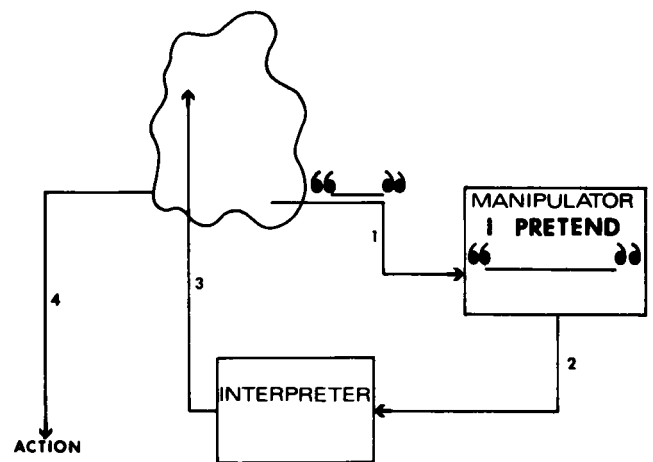 “ ”
1
MANIPULATOR
I PRETEND
“ ”
4
3
2
INTERPRETER
ACTION